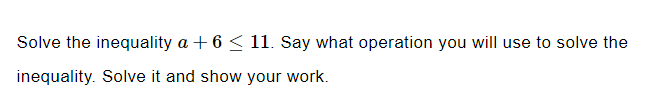 Solve the inequality a + 6 ≤ 11. Say what operation you will use to solve the
inequality. Solve it and show your work.